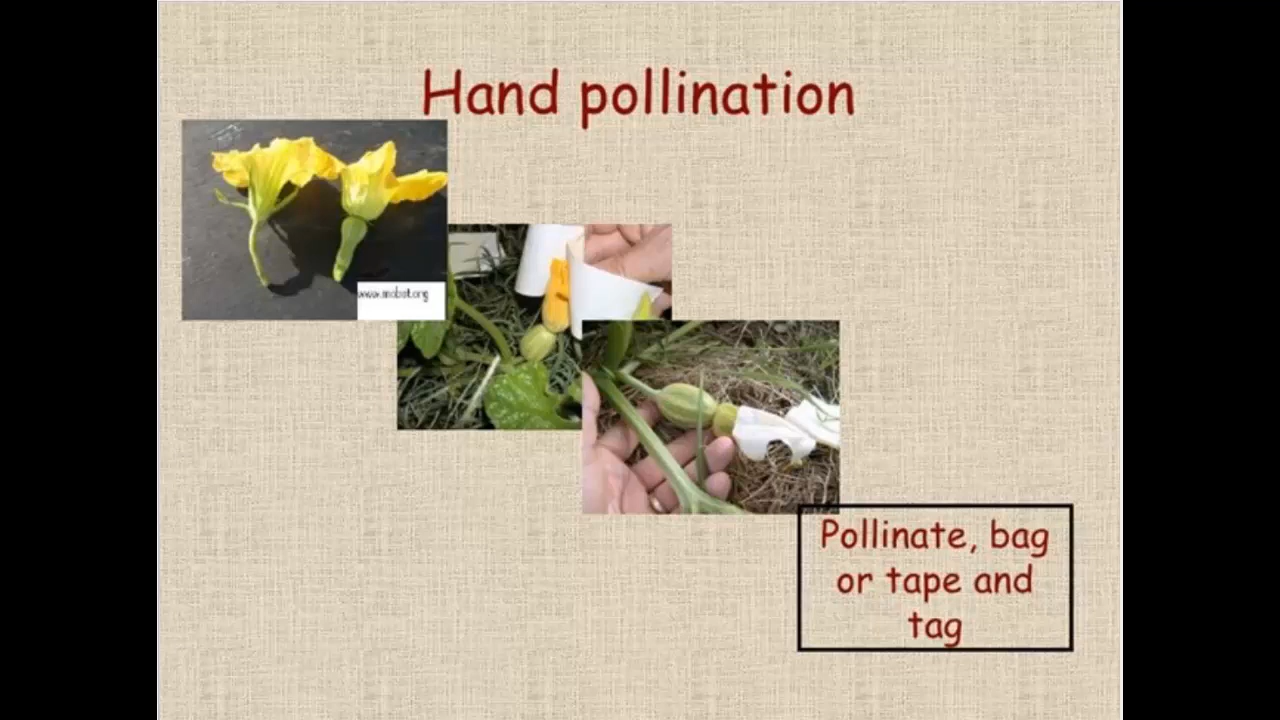 Hand pollination
www.mobot.org
Pollinate, bag
or tape and
tag